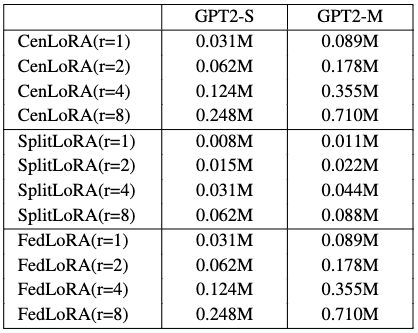 GPT2-S GPT2-M
CenLoRA(r=1) 0.031M 0.089M
CenLoRA(r=2) 0.062M 0.178M
CenLoRA(r=4) 0.124M 0.355M
CenLoRA(r=8) 0.248M 0.710M
SplitLoRA(r=1) 0.008M 0.011M
SplitLoRA(r=2) 0.015M 0.022M
SplitLoRA(r=4) 0.031M 0.044M
SplitLoRA(r=8) 0.062M 0.088M
FedLoRA(r=1) 0.031M 0.089M
FedLoRA(r=2) 0.062M 0.178M
FedLoRA(r=4) 0.124M 0.355M
FedLoRA(r=8) 0.248M 0.710M